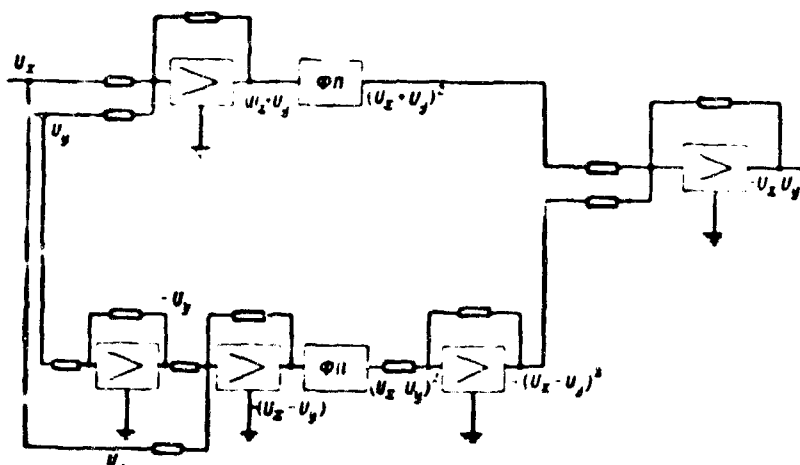 U_x
U_y
U_x + U_y
ФП
(U_x + U_y)²
-U_x U_y
-U_y
-(U_x - U_y)
ФП
(U_x U_y)²
-(U_x - U_y)²